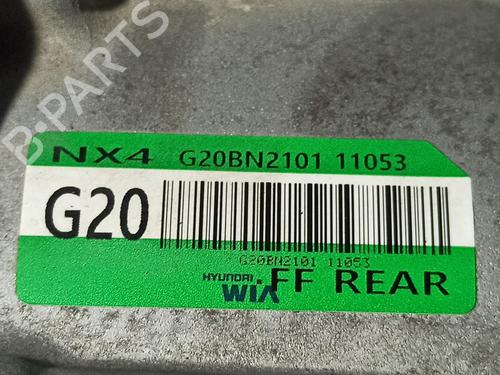 B-PARTS
NX4 G20BN2101 11053
G20
G20BN2101 11053
HYUNDAI
WIA FF REAR